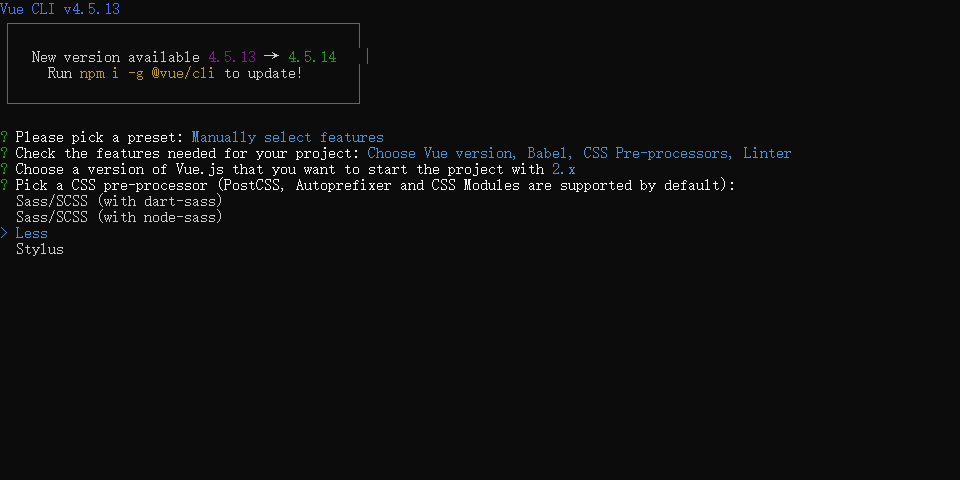 Vue CLI v4.5.13
New version available 4.5.13 → 4.5.14
Run npm i -g @vue/cli to update!
? Please pick a preset: Manually select features
? Check the features needed for your project: Choose Vue version, Babel, CSS Pre-processors, Linter
? Choose a version of Vue.js that you want to start the project with 2.x
? Pick a CSS pre-processor (PostCSS, Autoprefixer and CSS Modules are supported by default):
Sass/SCSS (with dart-sass)
Sass/SCSS (with node-sass)
> Less
Stylus